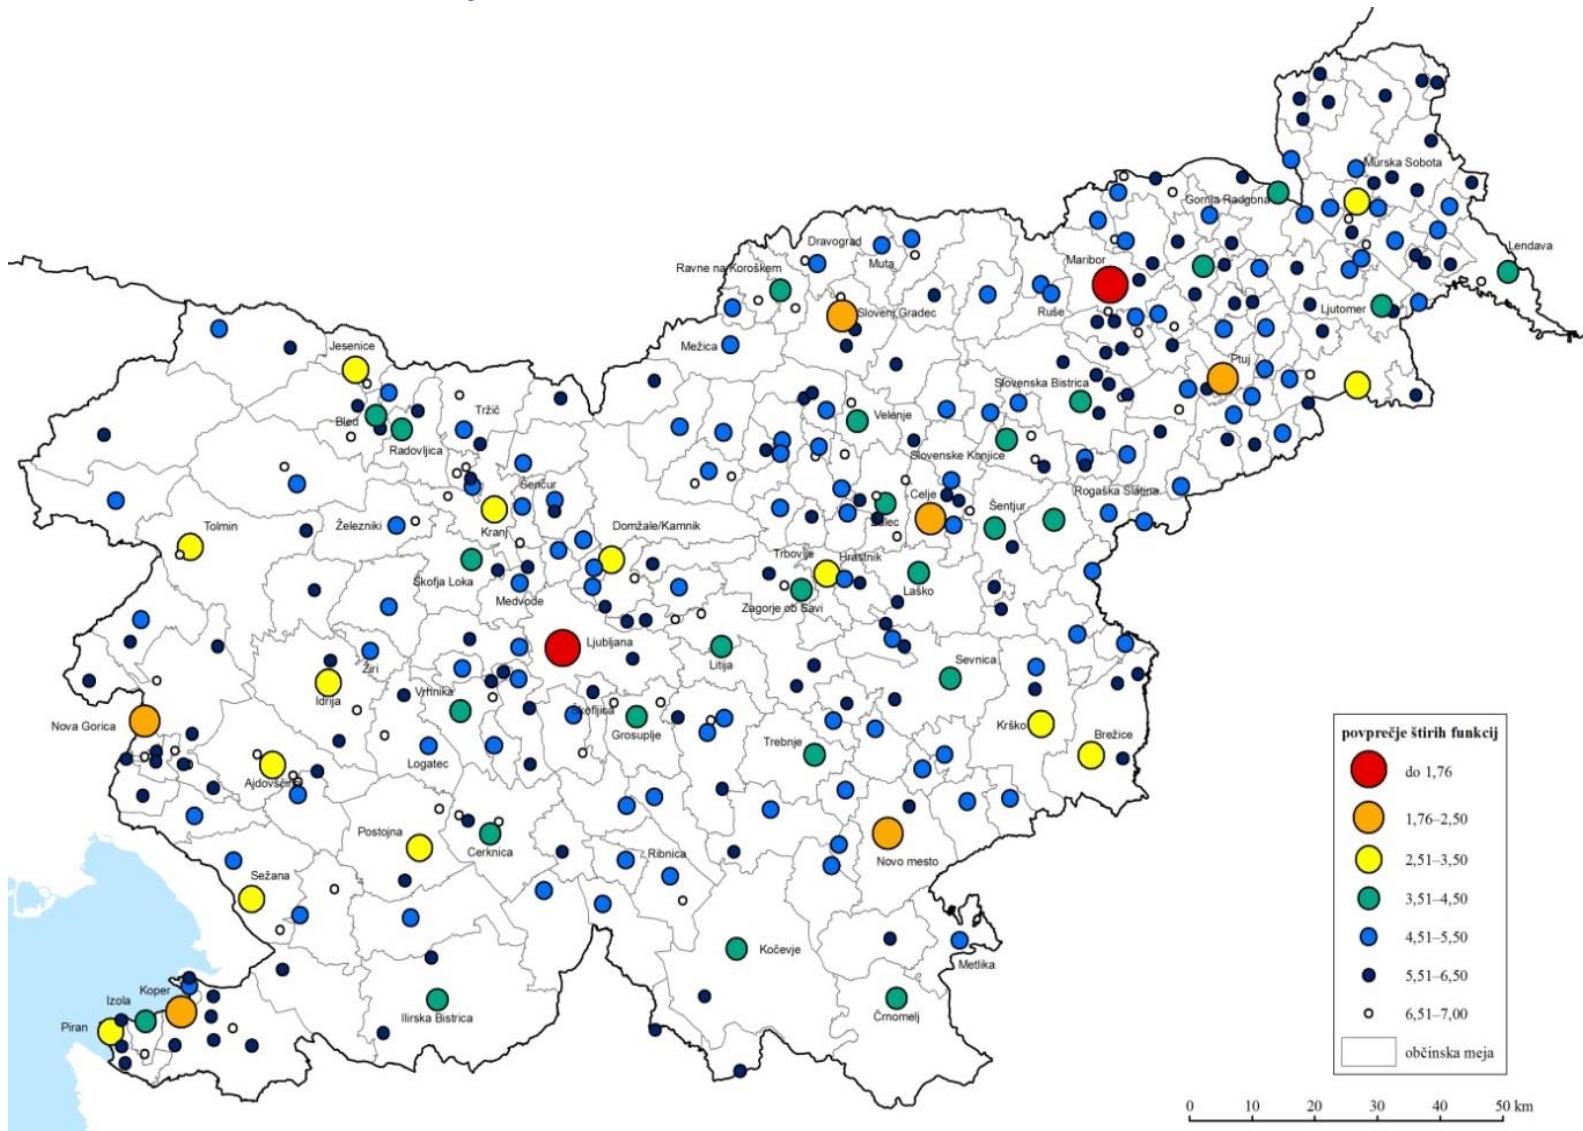 Murska Sobota
Gornja Radgona
Lendava
Dravograd
Muta
Maribor
Ravne na Koroškem
Slovenj Gradec
Ruše
Ljutomer
Jesenice
Mežica
Ptuj
Slovenska Bistrica
Tržič
Bled
Velenje
Radovljica
Slovenske Konjice
Šenčur
Celje
Rogaška Slatina
Šentjur
Tolmin
Železniki
Kranj
Domžale/Kamnik
Žalec
Trbovlje
Hrastnik
Škofja Loka
Laško
Medvode
Zagorje ob Savi
Ljubljana
Litija
Žiri
Sevnica
Vrhnika
Idrija
Škofljica
Nova Gorica
Grosuplje
Krško
Brežice
Trebnje
Logatec
Ajdovščina
Postojna
Cerknica
Ribnica
Novo mesto
Sežana
Kočevje
Metlika
Koper
Izola
Piran
Ilirska Bistrica
Črnomelj
povprečje štirih funkcij
do 1,76
1,76–2,50
2,51–3,50
3,51–4,50
4,51–5,50
5,51–6,50
6,51–7,00
občinska meja
0 10 20 30 40 50 km